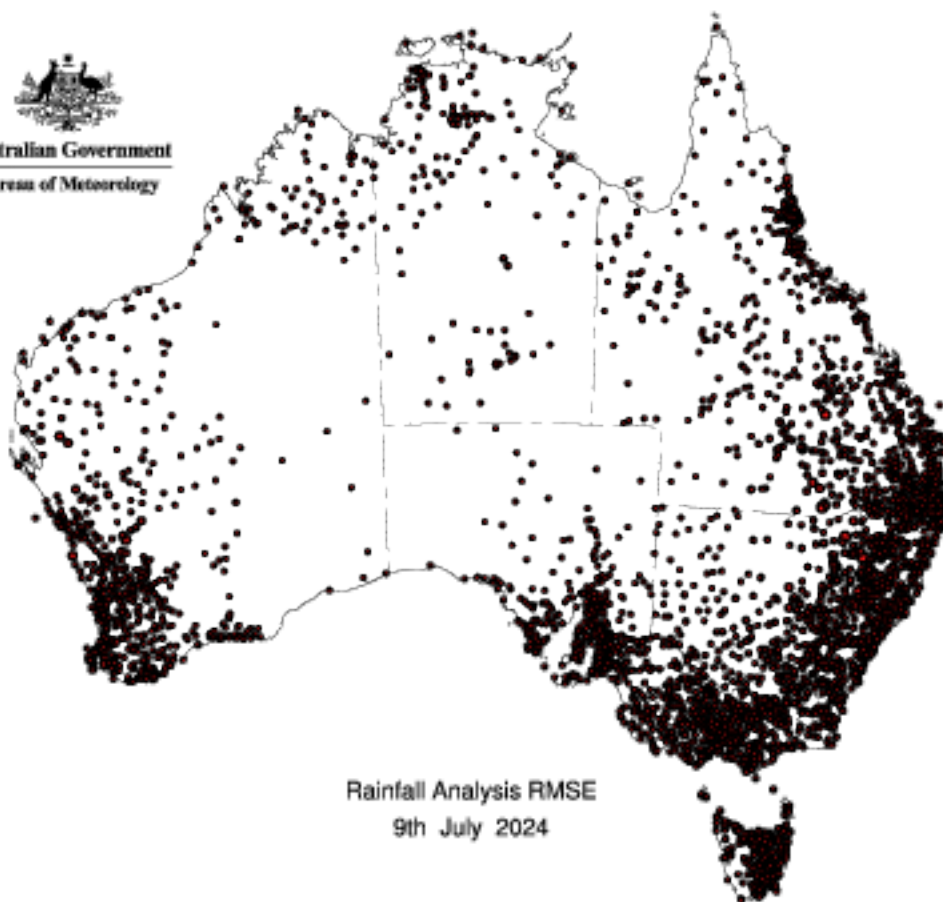 tralian Government
reau of Meteorology
Rainfall Analysis RMSE
9th July 2024